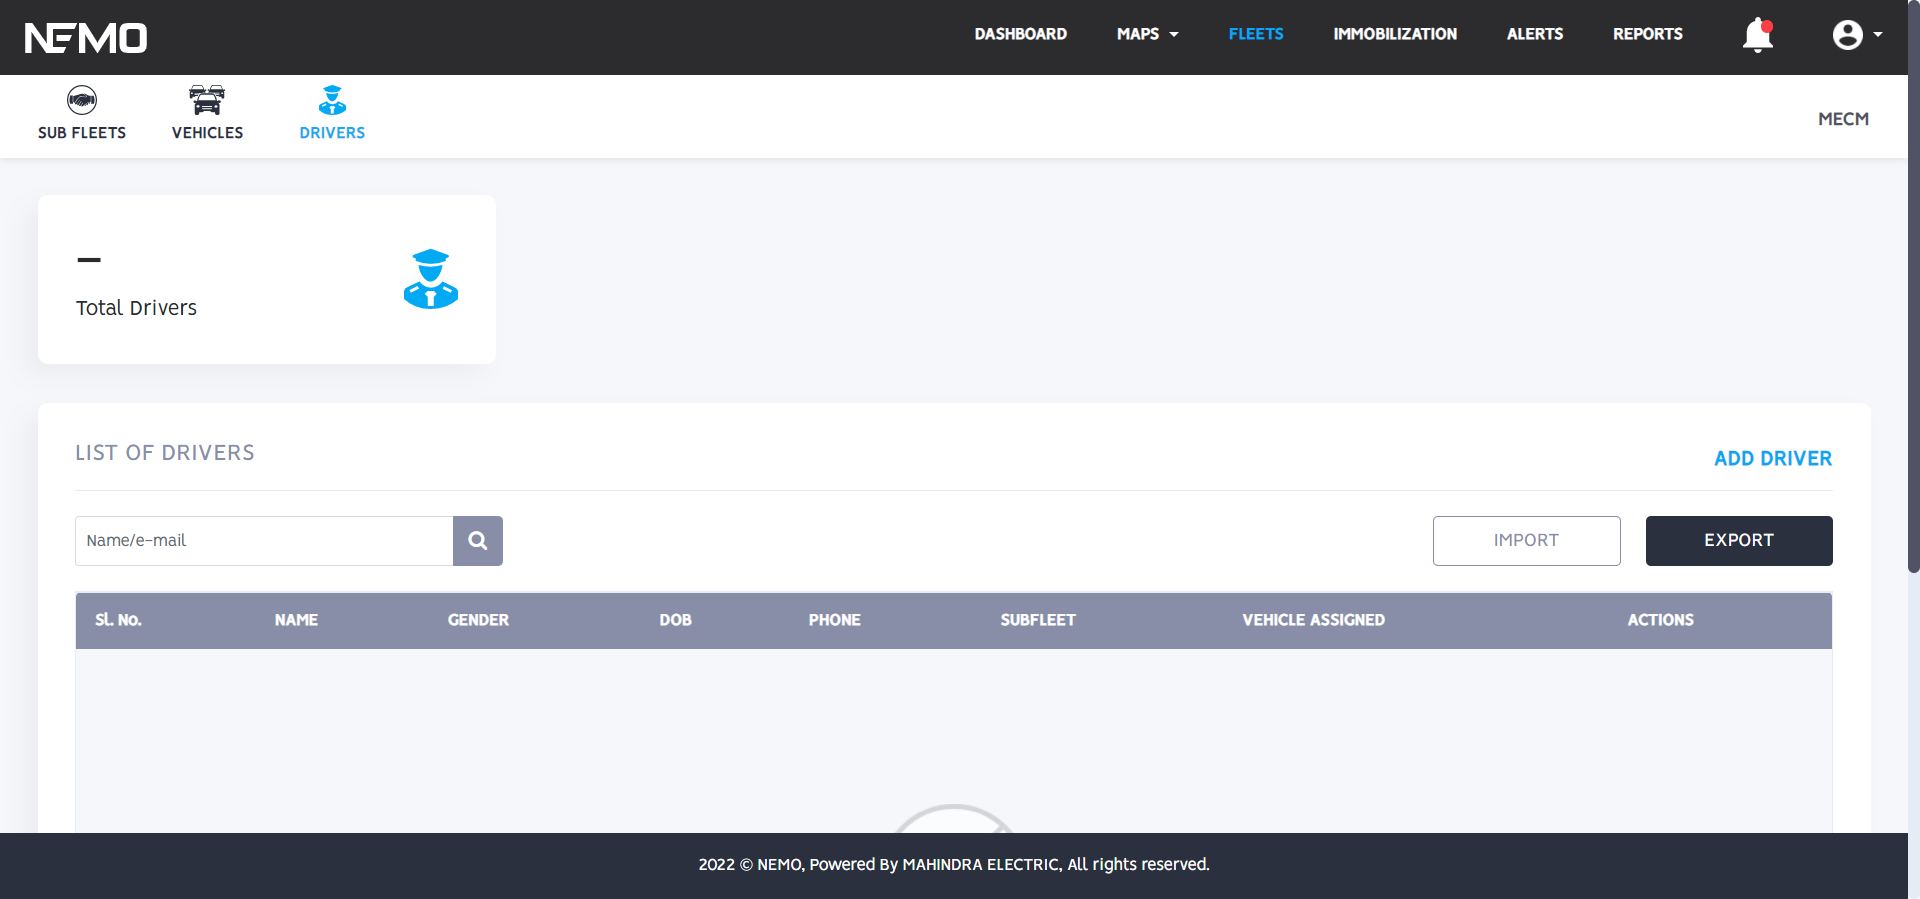 NEMO
DASHBOARD MAPS FLEETS IMMOBILIZATION ALERTS REPORTS
SUB FLEETS VEHICLES DRIVERS
MECM
–
Total Drivers
LIST OF DRIVERS
ADD DRIVER
Name/e-mail
IMPORT EXPORT
Sl. No. NAME GENDER DOB PHONE SUBFLEET VEHICLE ASSIGNED ACTIONS
2022 © NEMO, Powered By MAHINDRA ELECTRIC, All rights reserved.